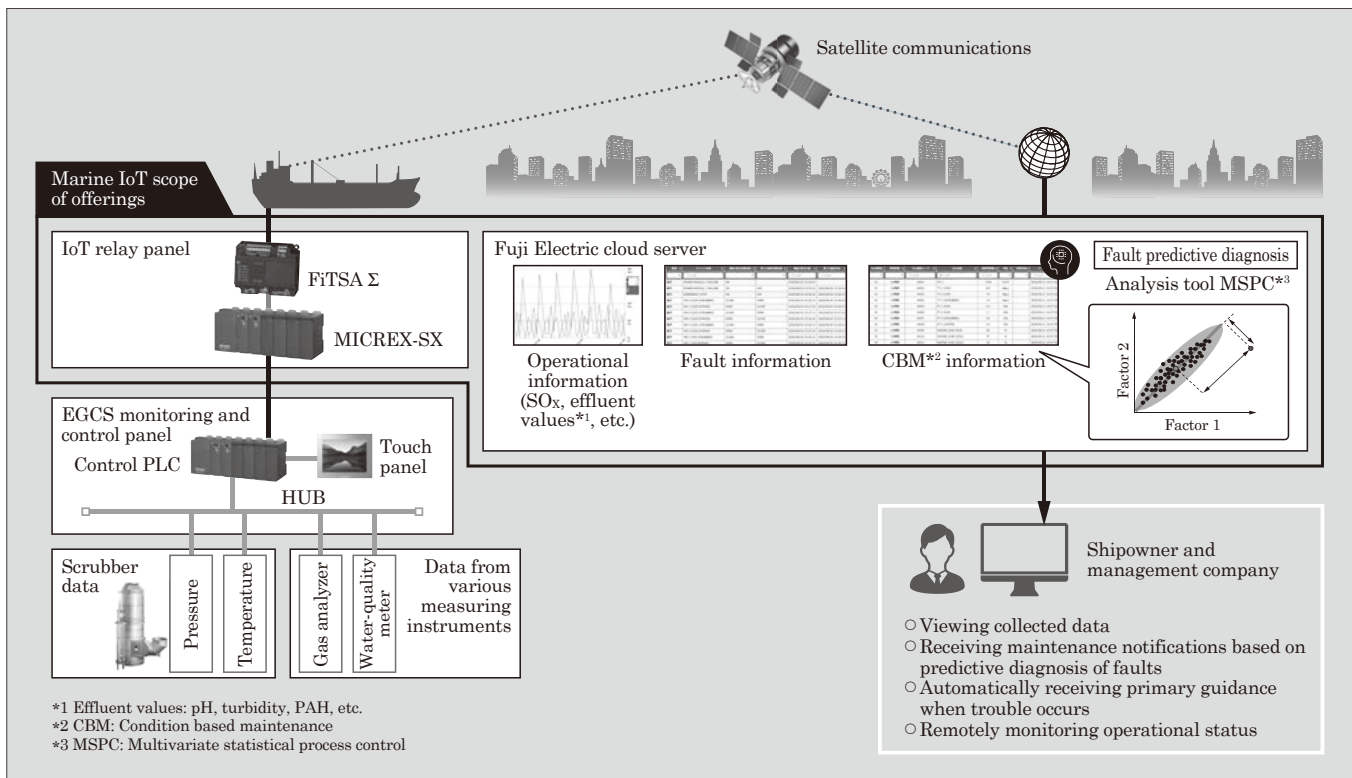 Satellite communications
Marine IoT scope
of offerings
IoT relay panel
FiTSA Σ
MICREX-SX
Fuji Electric cloud server
Operational
information
(SOx, effluent
values*1, etc.)
Fault information
CBM*2 information
Fault predictive diagnosis
Analysis tool MSPC*3
Factor 2
Factor 1
EGCS monitoring and
control panel
Control PLC
Touch
panel
HUB
Scrubber
data
Pressure
Temperature
Gas analyzer
Water-quality
meter
Data from
various
measuring
instruments
Shipowner and
management company
○ Viewing collected data
○ Receiving maintenance notifications based on
predictive diagnosis of faults
○ Automatically receiving primary guidance
when trouble occurs
○ Remotely monitoring operational status
*1 Effluent values: pH, turbidity, PAH, etc.
*2 CBM: Condition based maintenance
*3 MSPC: Multivariate statistical process control